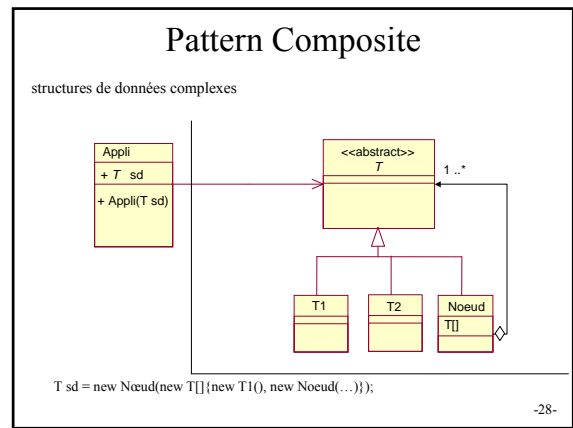 Pattern Composite
structures de données complexes
Appli
+ T sd
+ Appli(T sd)
<<abstract>>
T
1 ..*
T1
T2
Noeud
T[]
T sd = new Nœud(new T[]{new T1(), new Noeud(…)});
-28-